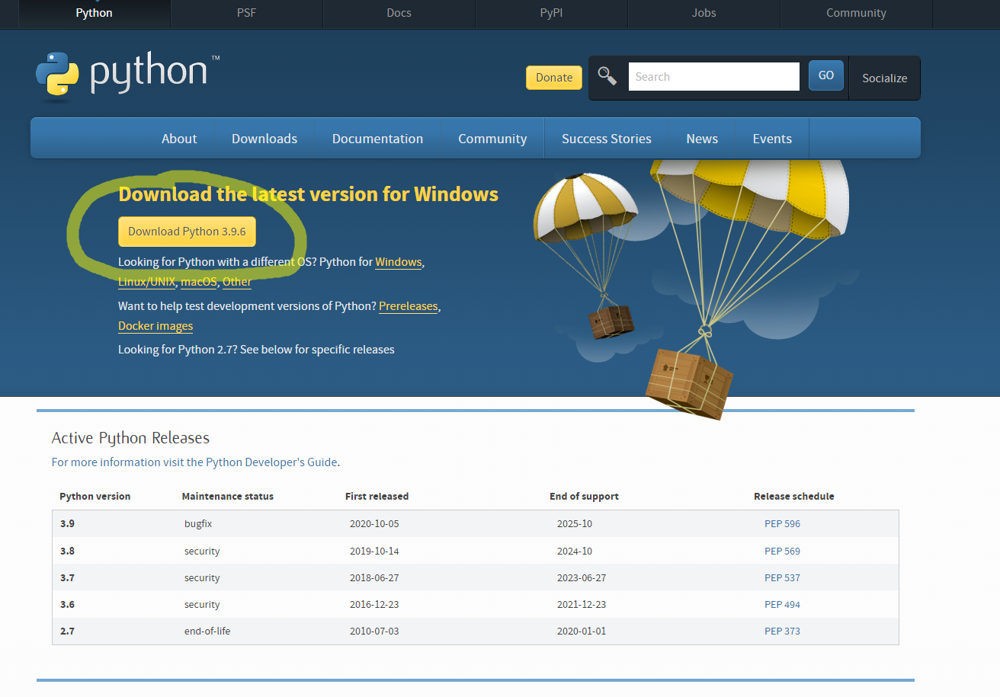 Python PSF Docs PyPI Jobs Community
python™
Donate Search GO Socialize
About Downloads Documentation Community Success Stories News Events
Download the latest version for Windows
Download Python 3.9.6
Looking for Python with a different OS? Python for Windows,
Linux/UNIX, macOS, Other
Want to help test development versions of Python? Prereleases,
Docker images
Looking for Python 2.7? See below for specific releases
Active Python Releases
For more information visit the Python Developer's Guide.
Python version Maintenance status First released End of support Release schedule
3.9 bugfix 2020-10-05 2025-10 PEP 596
3.8 security 2019-10-14 2024-10 PEP 569
3.7 security 2018-06-27 2023-06-27 PEP 537
3.6 security 2016-12-23 2021-12-23 PEP 494
2.7 end-of-life 2010-07-03 2020-01-01 PEP 373